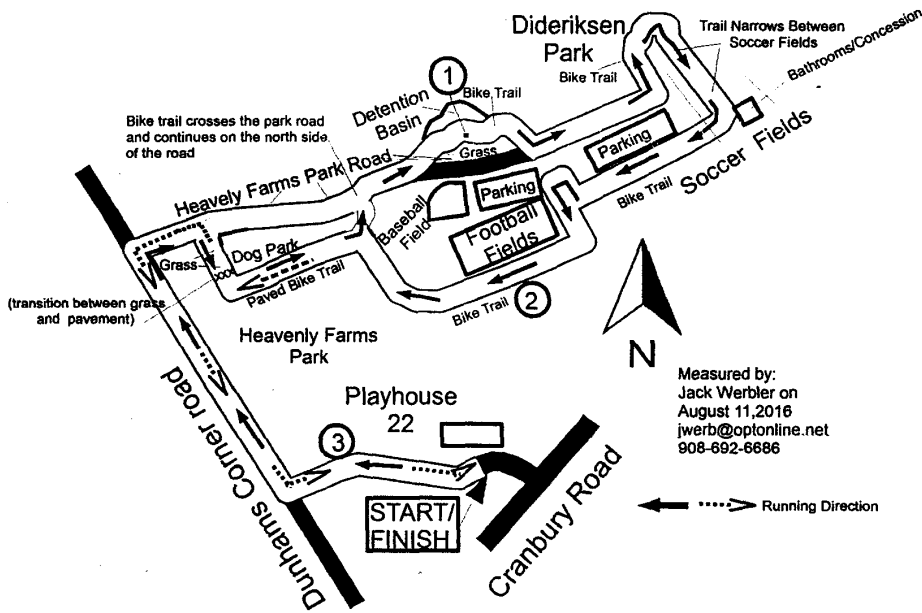 Dideriksen
Park
Trail Narrows Between
Soccer Fields
Bathrooms/Concession
Bike Trail
1
Bike Trail
Detention
Basin
Bike trail crosses the park road
and continues on the north side
of the road
Grass
Parking
Soccer Fields
Heavely Farms Park Road
Parking
Bike Trail
Baseball
Field
Football
Fields
Dog Park
Grass
Paved Bike Trail
(transition between grass
and pavement)
Bike Trail
2
Heavenly Farms
Park
N
Measured by:
Jack Werbler on
August 11,2016
jwerb@optonline.net
908-692-6686
Playhouse
22
Dunhams Corner road
3
START/
FINISH
Cranbury Road
Running Direction